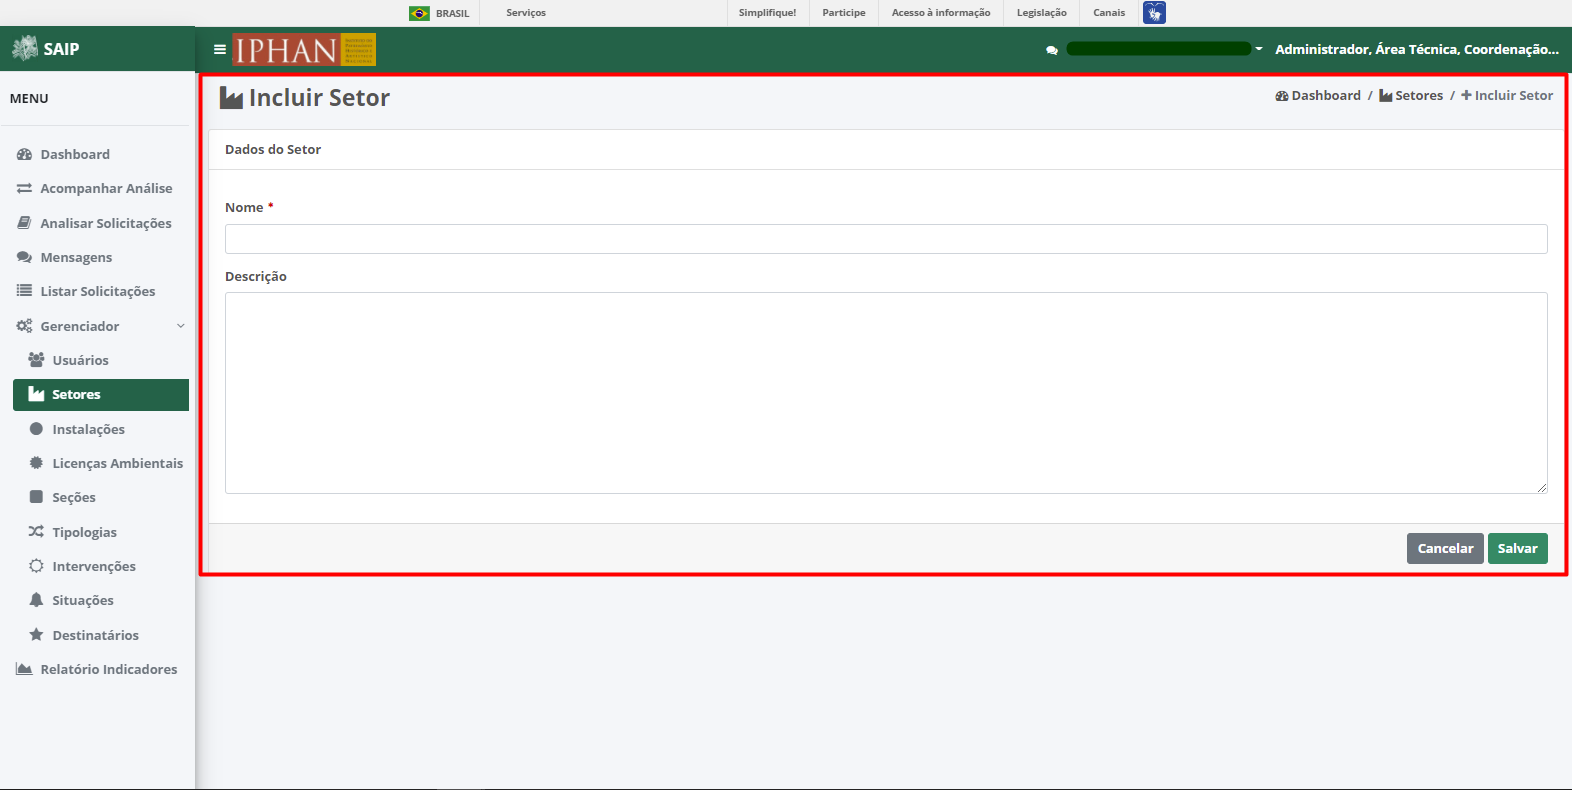 BRASIL Serviços Simplifique! Participe Acesso à informação Legislação Canais
SAIP
IPHAN
Administrador, Área Técnica, Coordenação...
MENU
Dashboard
Acompanhar Análise
Analisar Solicitações
Mensagens
Listar Solicitações
Gerenciador
Usuários
Setores
Instalações
Licenças Ambientais
Seções
Tipologias
Intervenções
Situações
Destinatários
Relatório Indicadores
Incluir Setor
Dashboard / Setores / Incluir Setor
Dados do Setor
Nome *
Descrição
Cancelar Salvar